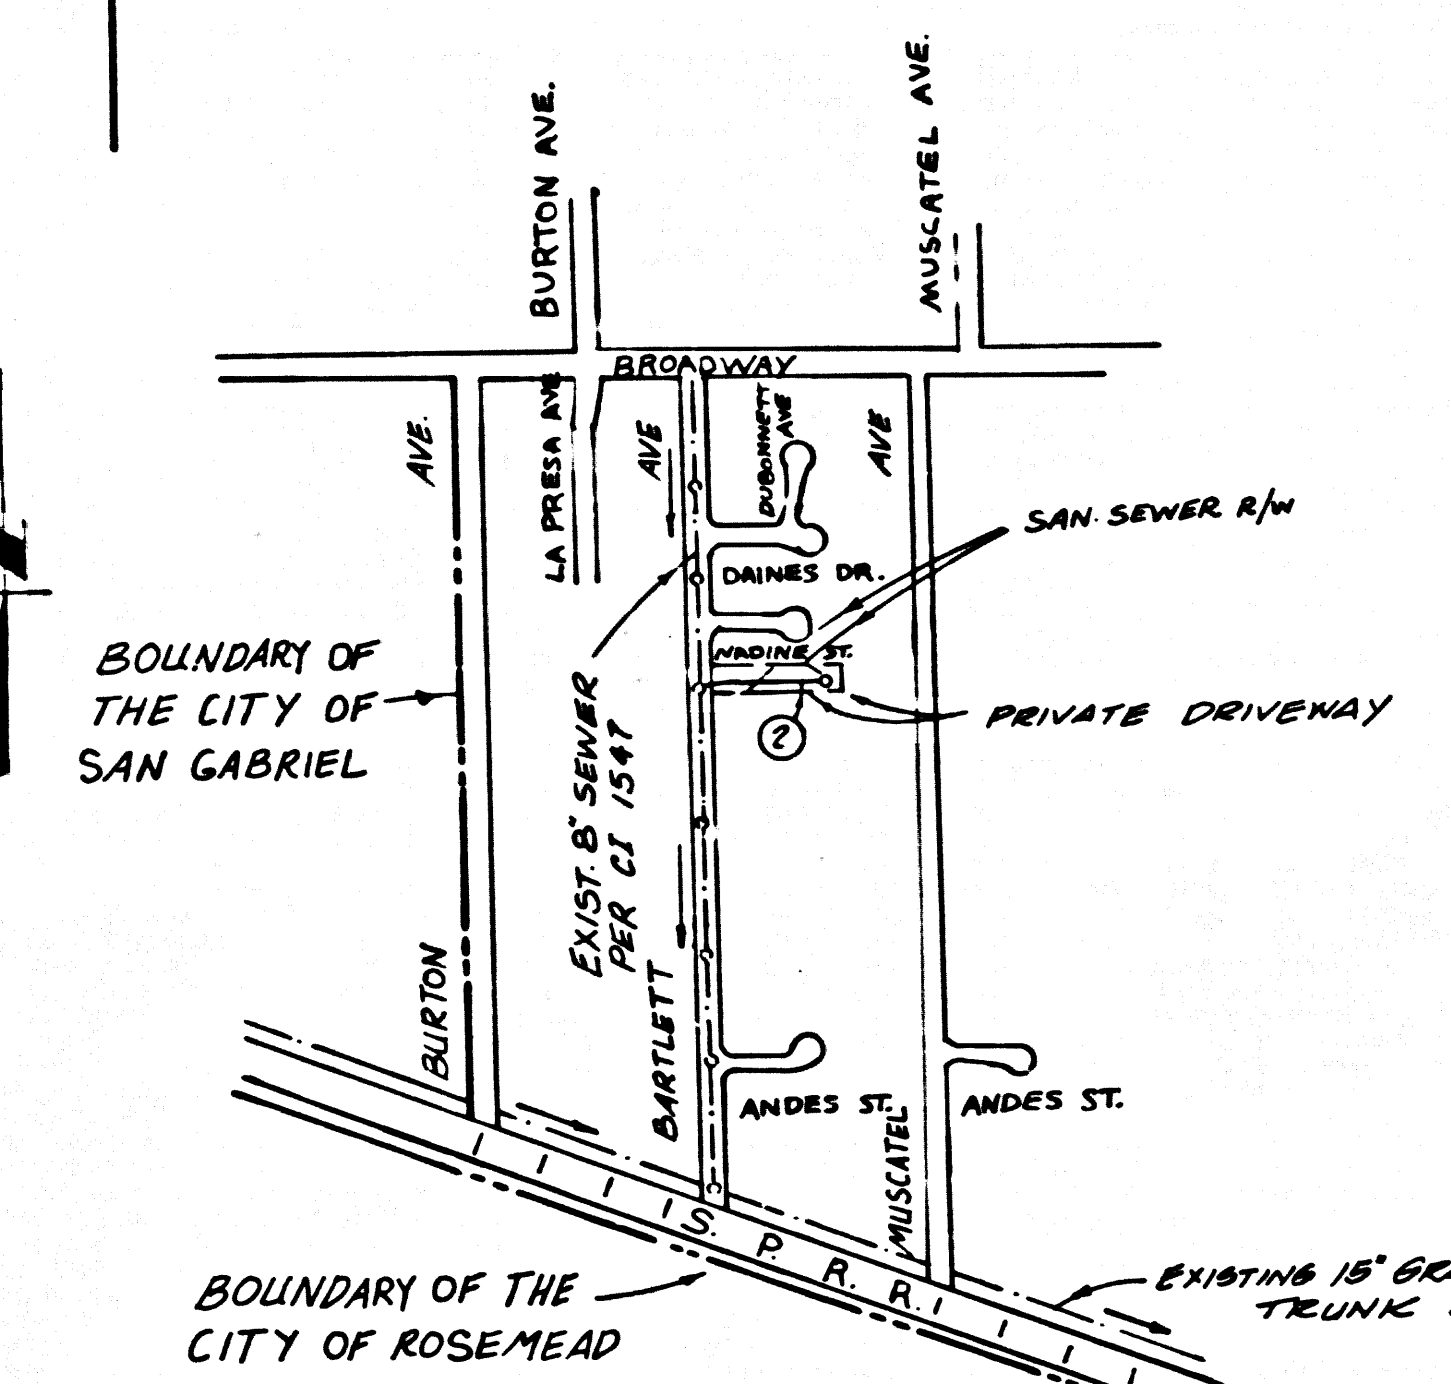 BURTON AVE.
MUSCATEL AVE.
BROADWAY
AVE.
LA PRESA AVE
AVE
DUBONNETT
AVE
AVE
SAN. SEWER R/W
DAINES DR.
NADINE ST.
BOUNDARY OF
THE CITY OF
SAN GABRIEL
PRIVATE DRIVEWAY
2
EXIST. 8" SEWER
PER CI 1547
BURTON
BARTLETT
ANDES ST.
ANDES ST.
MUSCATEL
S. P. R. R.
BOUNDARY OF THE
CITY OF ROSEMEAD
EXISTING 15"
TRUNK